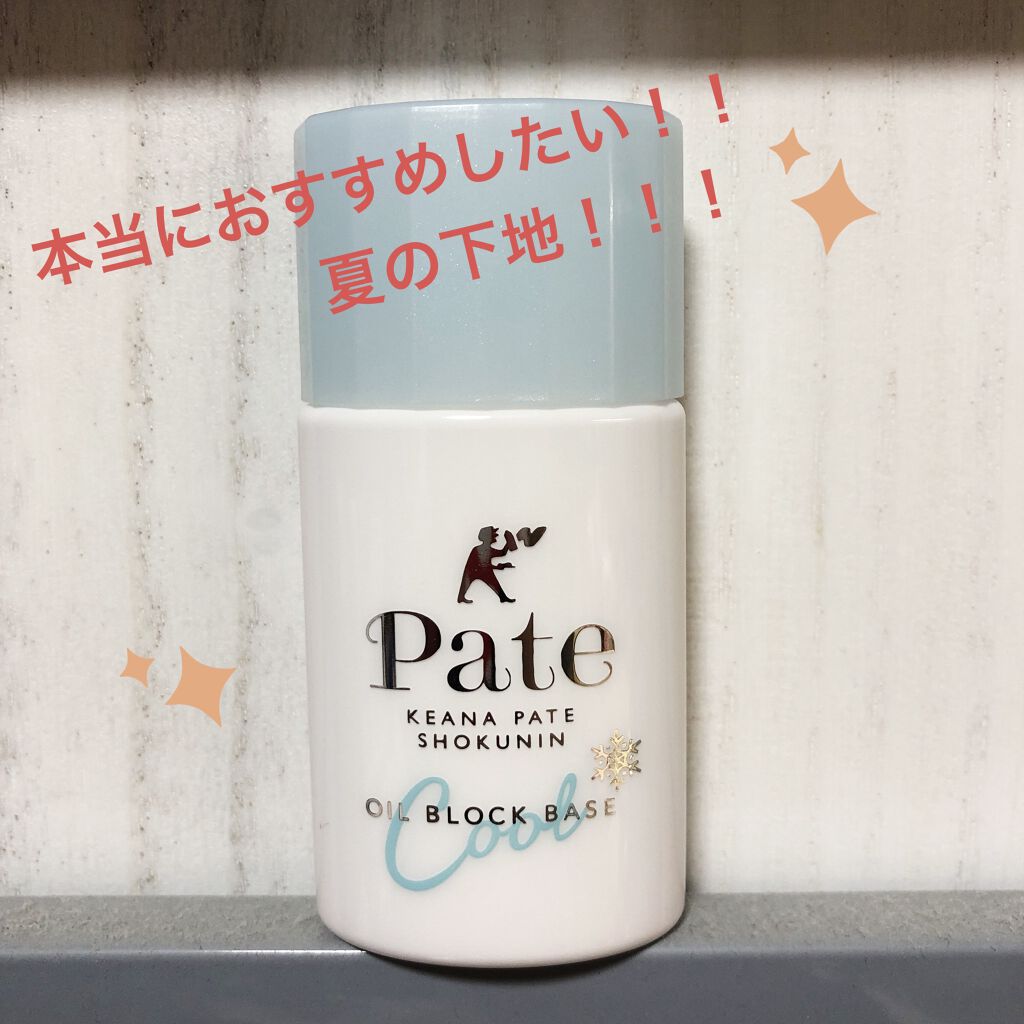 本当におすすめしたい！！
夏の下地！！！
Pate
KEANA PATE
SHOKUNIN
OIL BLOCK BASE
Cool